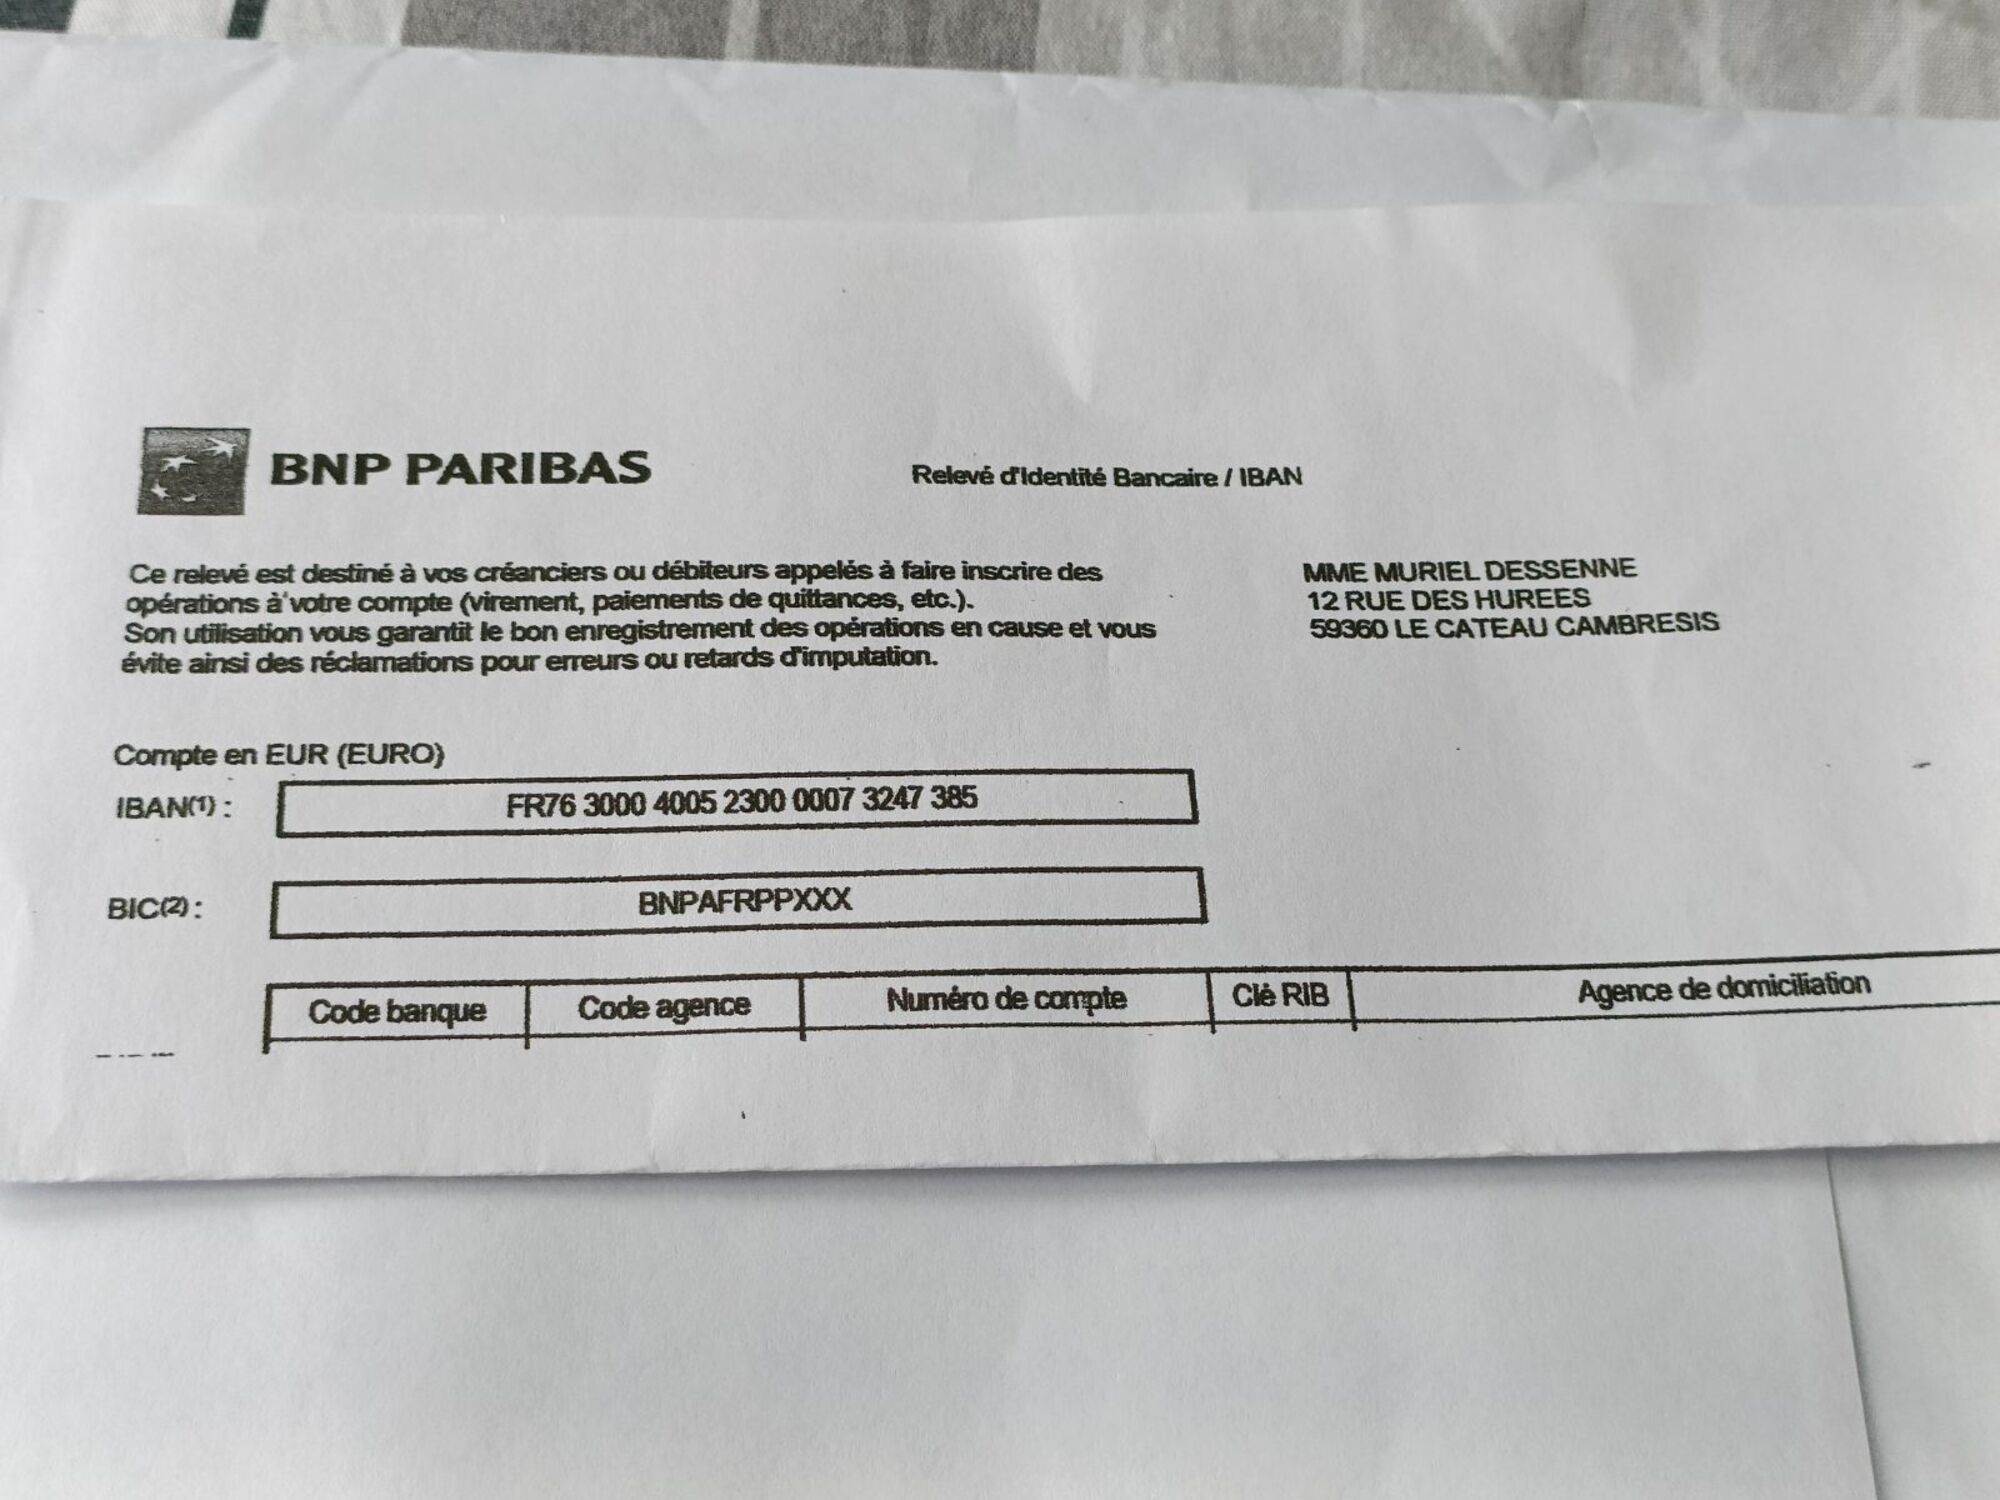 BNP PARIBAS
Relevé d'Identité Bancaire / IBAN
Ce relevé est destiné à vos créanciers ou débiteurs appelés à faire inscrire des
opérations à votre compte (virement, paiements de quittances, etc.).
Son utilisation vous garantit le bon enregistrement des opérations en cause et vous
évite ainsi des réclamations pour erreurs ou retards d'imputation.
MME MURIEL DESSENNE
12 RUE DES HUREES
59360 LE CATEAU CAMBRESIS
Compte en EUR (EURO)
IBAN(1) : FR76 3000 4005 2300 0007 3247 385
BIC(2) : BNPAFRPPXXX
Code banque Code agence Numéro de compte Clé RIB Agence de domiciliation